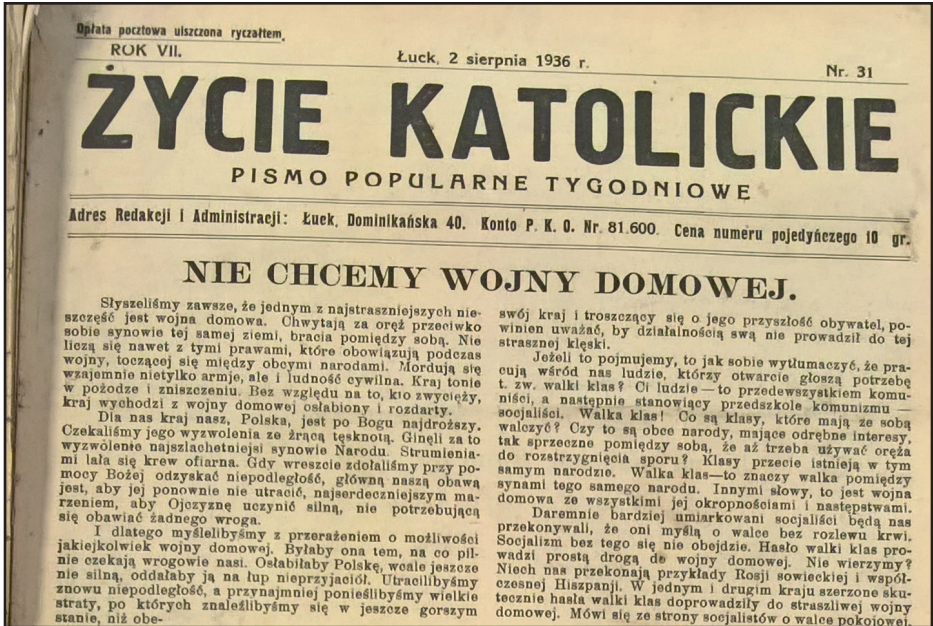 Opłata pocztowa uiszczona ryczałtem.
ROK VII.
Łuck, 2 sierpnia 1936 r.
Nr. 31
ŻYCIE KATOLICKIE
PISMO POPULARNE TYGODNIOWE
Adres Redakcji i Administracji: Łuck, Dominikańska 40. Konto P. K. O. Nr. 81.600. Cena numeru pojedyńczego 10 gr.
NIE CHCEMY WOJNY DOMOWEJ.
Słyszeliśmy zawsze, że jednym z najstraszniejszych nie-
szczęść jest wojna domowa. Chwytają za oręż przeciwko
sobie synowie tej samej ziemi, bracia pomiędzy sobą. Nie
liczą się nawet z tymi prawami, które obowiązują podczas
wojny, toczącej się między obcymi narodami. Mordują się
wzajemnie nietylko armje, ale i ludność cywilna. Kraj tonie
w pożodze i zniszczeniu. Bez względu na to, kto zwycięży,
kraj wychodzi z wojny domowej osłabiony i rozdarty.
Dla nas kraj nasz, Polska, jest po Bogu najdroższy.
Czekaliśmy jego wyzwolenia ze żrącą tęsknotą. Ginęli za to
wyzwolenie najszlachetniejsi synowie Narodu. Strumienia-
mi lała się krew ofiarna. Gdy wreszcie zdołaliśmy przy po-
mocy Bożej odzyskać niepodległość, główną naszą obawą
jest, aby jej ponownie nie utracić, najserdeczniejszym ma-
rzeniem, aby Ojczyznę uczynić silną, nie potrzebującą
się obawiać żadnego wroga.
I dlatego myślelibyśmy z przerażeniem o możliwości
jakiejkolwiek wojny domowej. Byłaby ona tem, na co pil-
nie czekają wrogowie nasi. Osłabiłaby Polskę, wcale jeszcze
nie silną, oddałaby ją na łup nieprzyjaciół. Utracilibyśmy
znowu niepodległość, a przynajmniej ponieślibyśmy wielkie
straty, po których znaleźlibyśmy się w jeszcze gorszym
stanie, niż obe-
swój kraj i troszczący się o jego przyszłość obywatel, po-
winien uważać, by działalnością swą nie prowadził do tej
strasznej klęski.
Jeżeli to pojmujemy, to jak sobie wytłumaczyć, że pra-
cują wśród nas ludzie, którzy otwarcie głoszą potrzebę
t. zw. walki klas? Ci ludzie — to przedewszystkiem komu-
niści, a następnie stanowiący przedszkole komunizmu —
socjaliści. Walka klas! Co są klasy, które mają ze sobą
walczyć? Czy to są obce narody, mające odrębne interesy,
tak sprzeczne pomiędzy sobą, że aż trzeba używać oręża
do rozstrzygnięcia sporu? Klasy przecie istnieją w tym
samym narodzie. Walka klas—to znaczy walka pomiędzy
synami tego samego narodu. Innymi słowy, to jest wojna
domowa ze wszystkimi jej okropnościami i następstwami.
Daremnie bardziej umiarkowani socjaliści będą nas
przekonywali, że oni myślą o walce bez rozlewu krwi.
Socjalizm bez tego się nie obejdzie. Hasło walki klas pro-
wadzi prostą drogą do wojny domowej. Nie wierzymy?
Niech nas przekonają przykłady Rosji sowieckiej i współ-
czesnej Hiszpanji. W jednym i drugim kraju szerzone sku-
tecznie hasła walki klas doprowadziły do straszliwej wojny
domowej. Mówi się ze strony socjalistów o walce pokojowej,